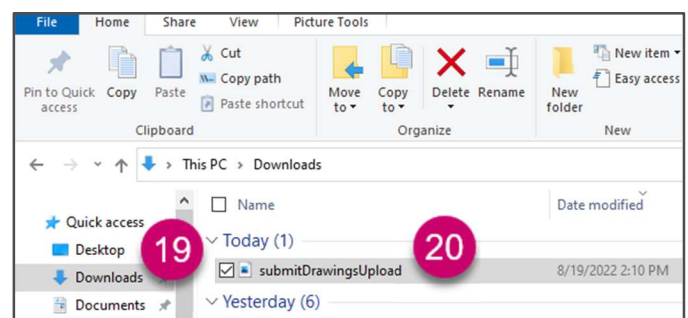 File Home Share View Picture Tools
Pin to Quick access
Copy
Paste
Cut
Copy path
Paste shortcut
Clipboard
Move to
Copy to
Delete
Rename
Organize
New folder
New item
Easy access
New
This PC > Downloads
Quick access
Desktop
Downloads
Documents
19
Name Date modified
Today (1)
20
submitDrawingsUpload 8/19/2022 2:10 PM
Yesterday (6)